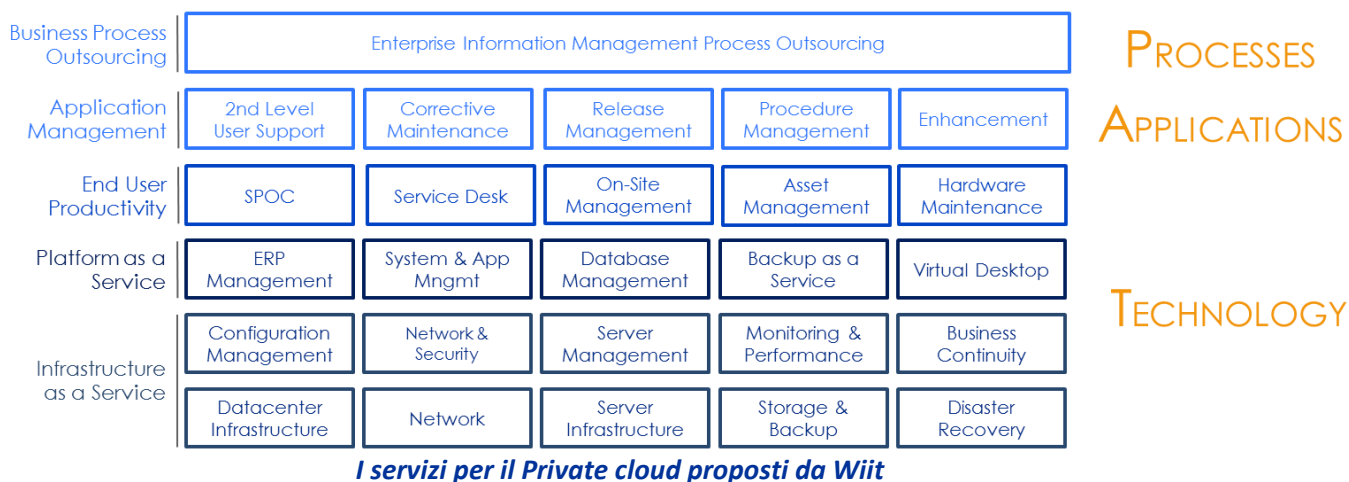 Business Process
Outsourcing
Enterprise Information Management Process Outsourcing
PROCESSES
Application
Management
2nd Level
User Support
Corrective
Maintenance
Release
Management
Procedure
Management
Enhancement
APPLICATIONS
End User
Productivity
SPOC
Service Desk
On-Site
Management
Asset
Management
Hardware
Maintenance
Platform as a
Service
ERP
Management
System & App
Mngmt
Database
Management
Backup as a
Service
Virtual Desktop
TECHNOLOGY
Infrastructure
as a Service
Configuration
Management
Network &
Security
Server
Management
Monitoring &
Performance
Business
Continuity
Datacenter
Infrastructure
Network
Server
Infrastructure
Storage &
Backup
Disaster
Recovery
I servizi per il Private cloud proposti da Wiit